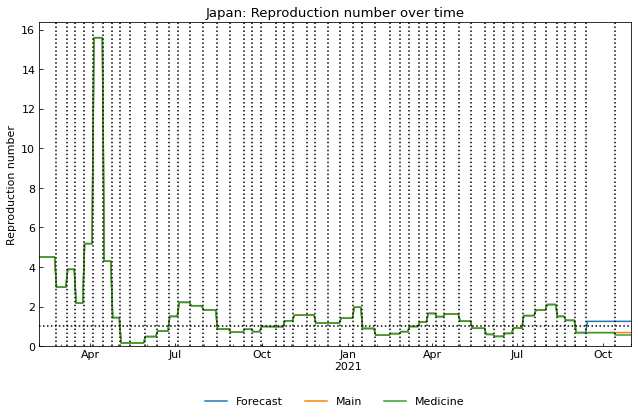 Japan: Reproduction number over time
Reproduction number
16
14
12
10
8
6
4
2
0
Apr
Jul
Oct
Jan
2021
Apr
Jul
Oct
Forecast
Main
Medicine